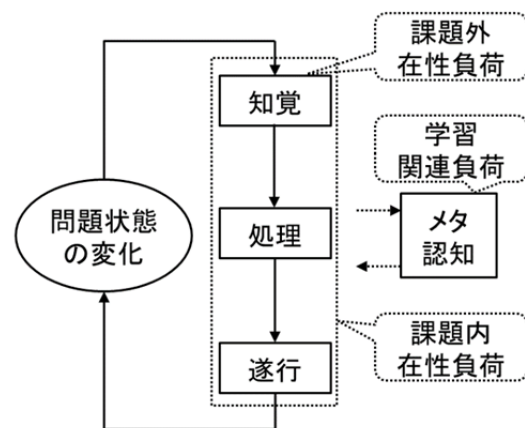 課題外
在性負荷
知覚
学習
関連負荷
問題状態
の変化
処理
メタ
認知
課題内
在性負荷
遂行